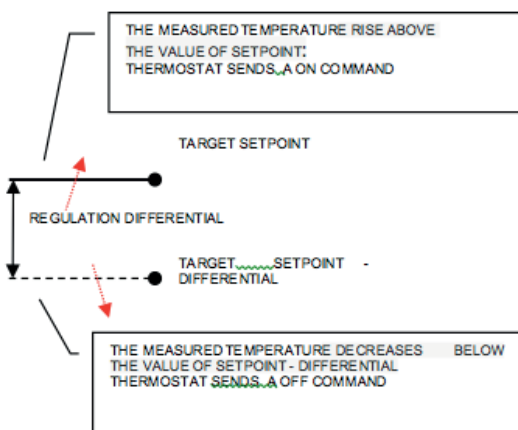 THE MEASURED TEMPERATURE RISE ABOVE
THE VALUE OF SETPOINT:
THERMOSTAT SENDS A ON COMMAND
TARGET SETPOINT
REGULATION DIFFERENTIAL
TARGET SETPOINT -
DIFFERENTIAL
THE MEASURED TEMPERATURE DECREASES BELOW
THE VALUE OF SETPOINT - DIFFERENTIAL
THERMOSTAT SENDS A OFF COMMAND